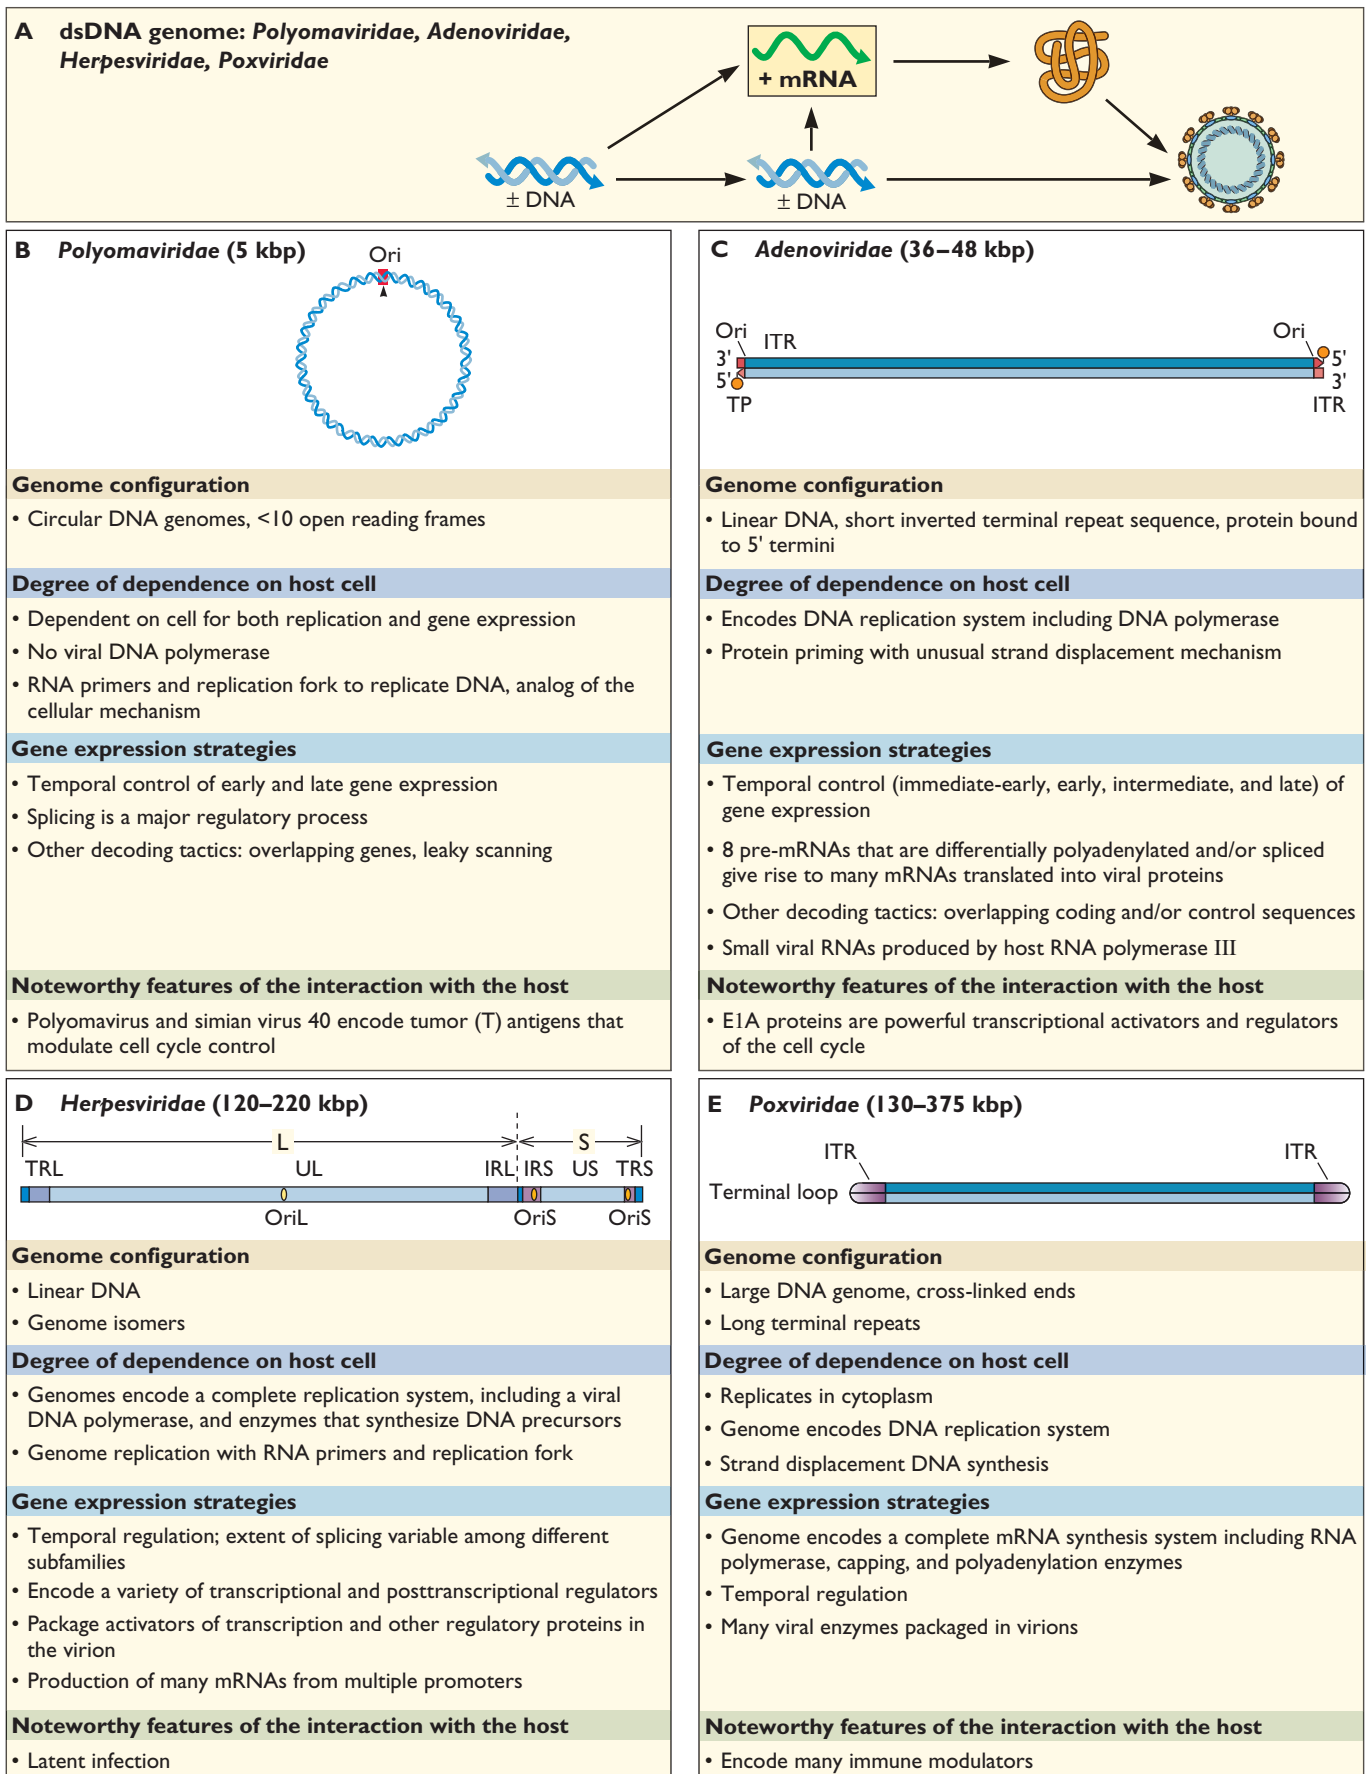 A dsDNA genome: Polyomaviridae, Adenoviridae,
Herpesviridae, Poxviridae
+ mRNA
± DNA
± DNA
B Polyomaviridae (5 kbp)
Ori
Genome configuration
• Circular DNA genomes, <10 open reading frames
Degree of dependence on host cell
• Dependent on cell for both replication and gene expression
• No viral DNA polymerase
• RNA primers and replication fork to replicate DNA, analog of the
cellular mechanism
Gene expression strategies
• Temporal control of early and late gene expression
• Splicing is a major regulatory process
• Other decoding tactics: overlapping genes, leaky scanning
Noteworthy features of the interaction with the host
• Polyomavirus and simian virus 40 encode tumor (T) antigens that
modulate cell cycle control
C Adenoviridae (36–48 kbp)
Ori ITR Ori
3' 5'
5' 3'
TP ITR
Genome configuration
• Linear DNA, short inverted terminal repeat sequence, protein bound
to 5' termini
Degree of dependence on host cell
• Encodes DNA replication system including DNA polymerase
• Protein priming with unusual strand displacement mechanism
Gene expression strategies
• Temporal control (immediate-early, early, intermediate, and late) of
gene expression
• 8 pre-mRNAs that are differentially polyadenylated and/or spliced
give rise to many mRNAs translated into viral proteins
• Other decoding tactics: overlapping coding and/or control sequences
• Small viral RNAs produced by host RNA polymerase III
Noteworthy features of the interaction with the host
• E1A proteins are powerful transcriptional activators and regulators
of the cell cycle
D Herpesviridae (120–220 kbp)
L S
TRL UL IRL IRS US TRS
OriL OriS OriS
Genome configuration
• Linear DNA
• Genome isomers
Degree of dependence on host cell
• Genomes encode a complete replication system, including a viral
DNA polymerase, and enzymes that synthesize DNA precursors
• Genome replication with RNA primers and replication fork
Gene expression strategies
• Temporal regulation; extent of splicing variable among different
subfamilies
• Encode a variety of transcriptional and posttranscriptional regulators
• Package activators of transcription and other regulatory proteins in
the virion
• Production of many mRNAs from multiple promoters
Noteworthy features of the interaction with the host
• Latent infection
E Poxviridae (130–375 kbp)
ITR ITR
Terminal loop
Genome configuration
• Large DNA genome, cross-linked ends
• Long terminal repeats
Degree of dependence on host cell
• Replicates in cytoplasm
• Genome encodes DNA replication system
• Strand displacement DNA synthesis
Gene expression strategies
• Genome encodes a complete mRNA synthesis system including RNA
polymerase, capping, and polyadenylation enzymes
• Temporal regulation
• Many viral enzymes packaged in virions
Noteworthy features of the interaction with the host
• Encode many immune modulators